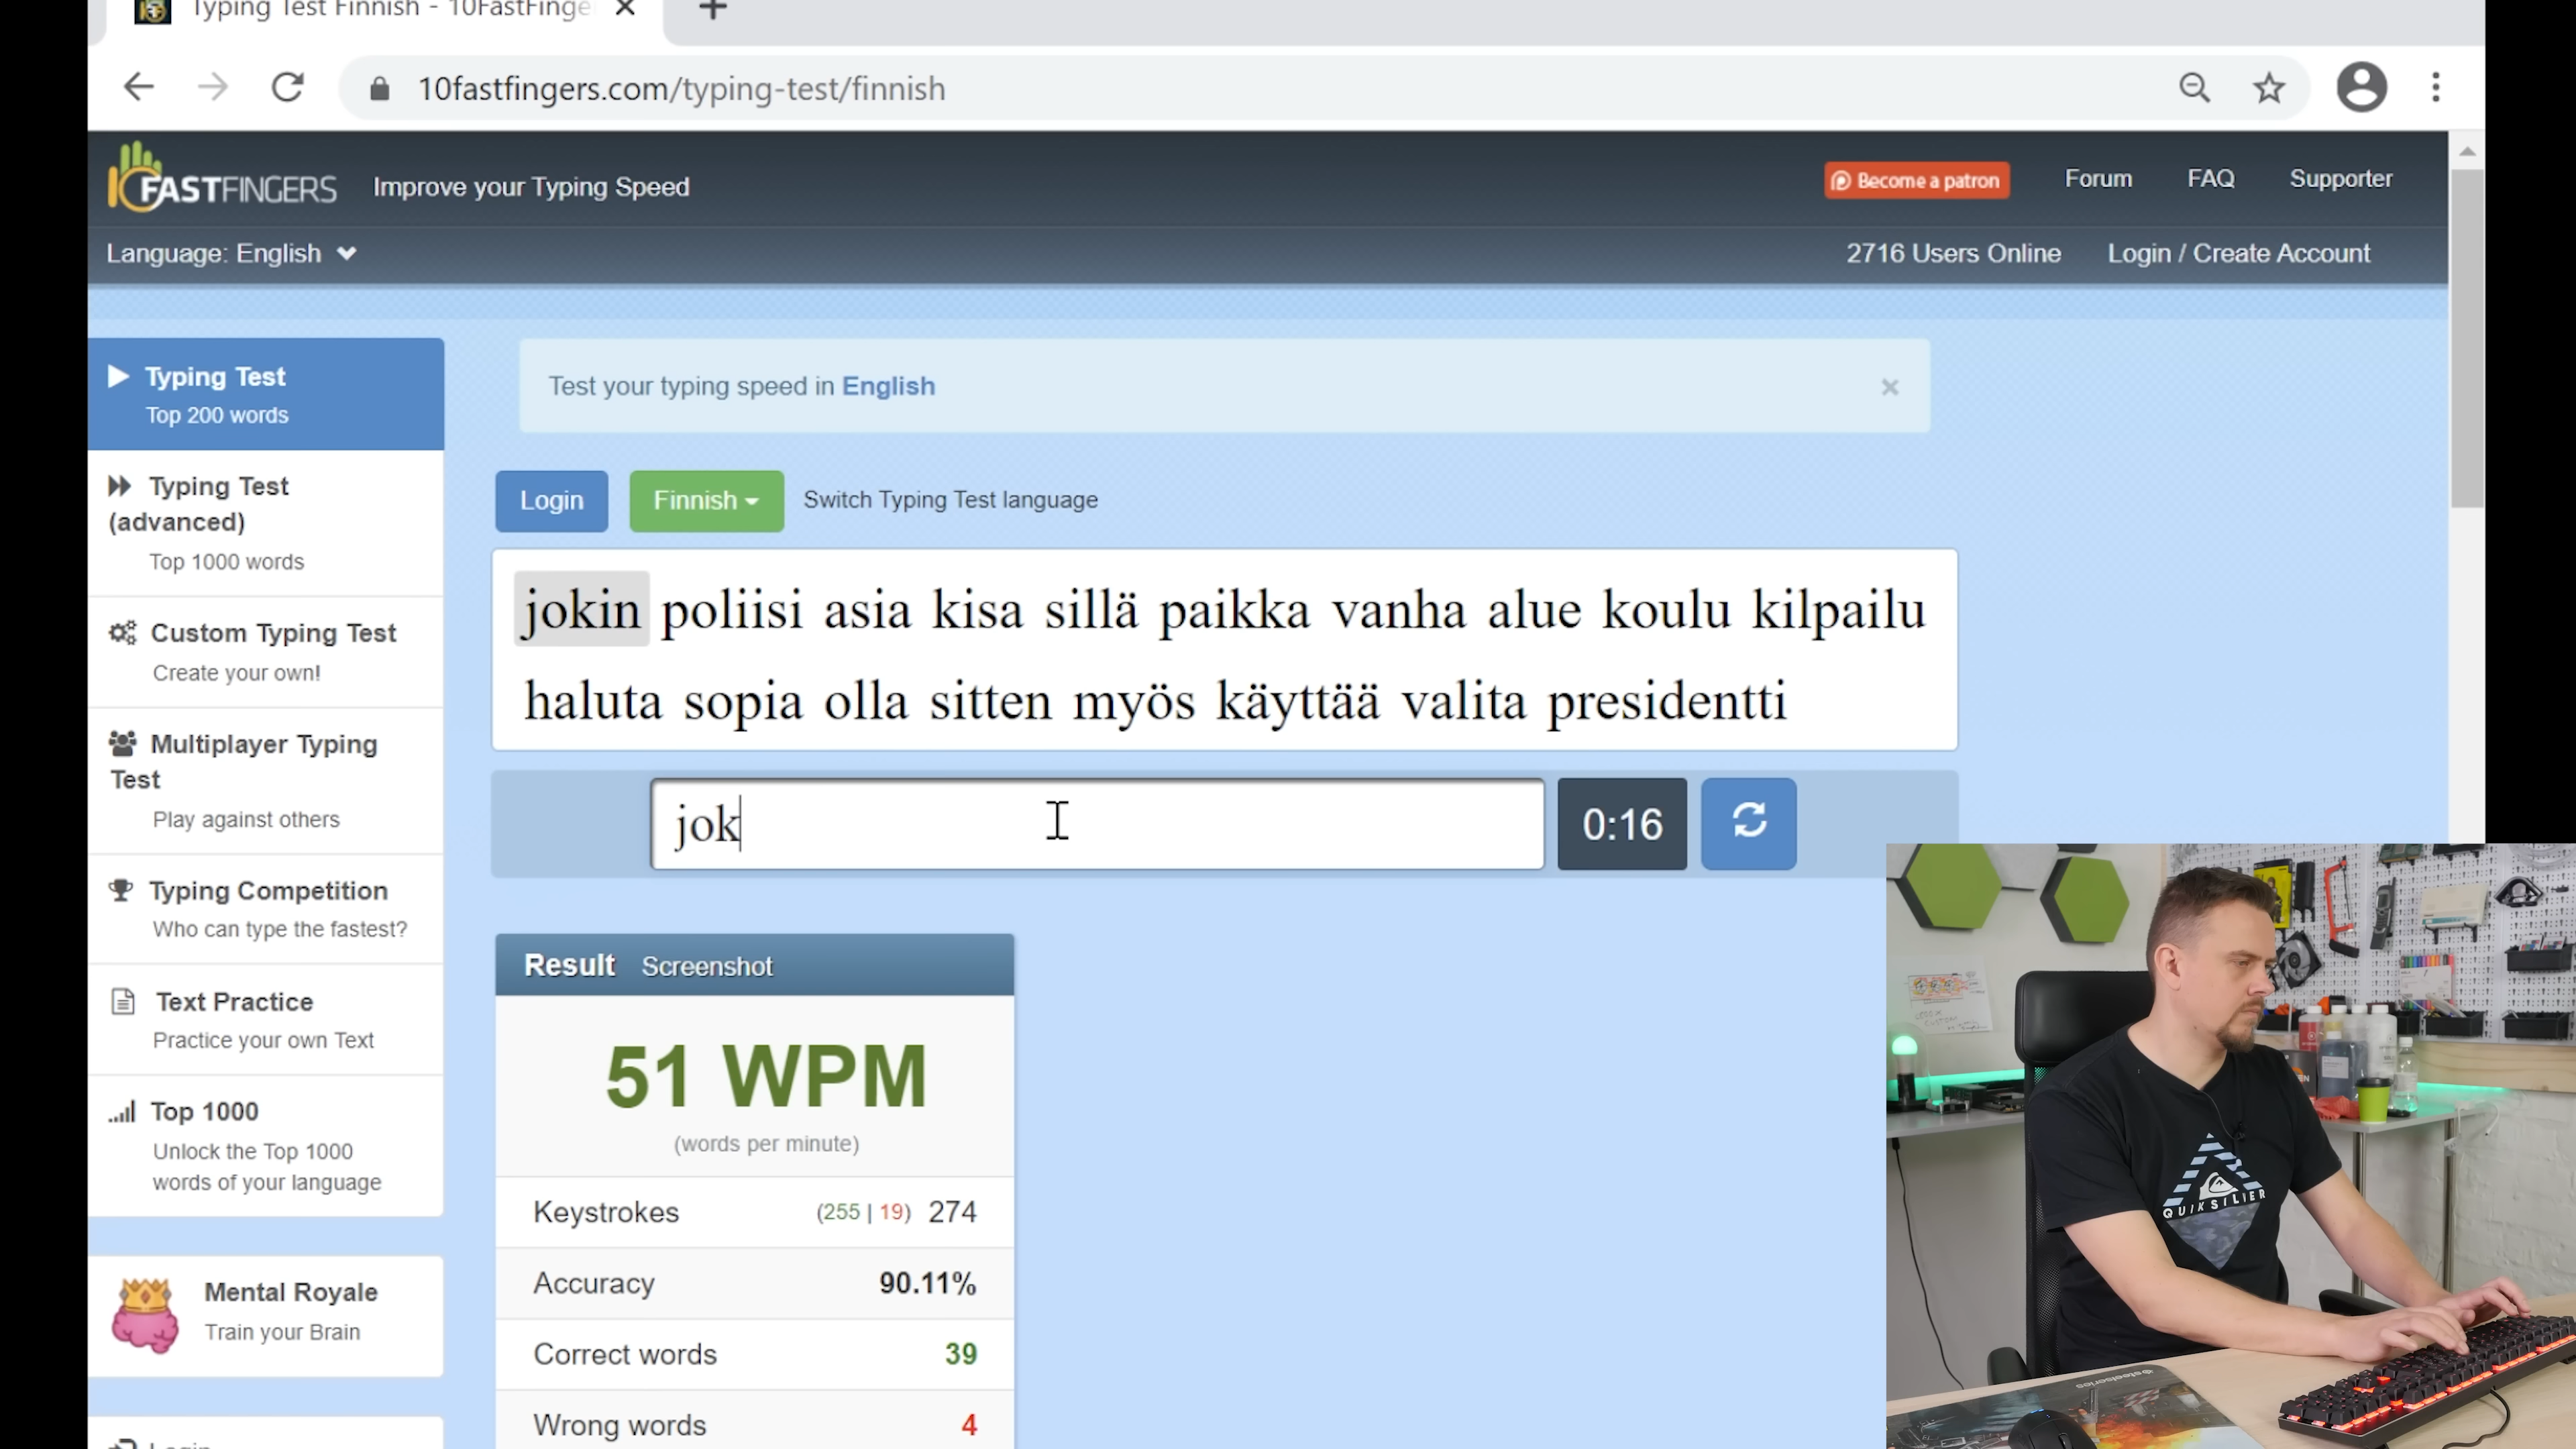 Typing Test Finnish - 10FastFinge
10fastfingers.com/typing-test/finnish
10FASTFINGERS Improve your Typing Speed
Become a patron Forum FAQ Supporter
Language: English
2716 Users Online Login / Create Account
Typing Test
Top 200 words
Typing Test
(advanced)
Top 1000 words
Custom Typing Test
Create your own!
Multiplayer Typing
Test
Play against others
Typing Competition
Who can type the fastest?
Text Practice
Practice your own Text
Top 1000
Unlock the Top 1000
words of your language
Mental Royale
Train your Brain
Login
Test your typing speed in English ×
Login Finnish Switch Typing Test language
jokin poliisi asia kisa sillä paikka vanha alue koulu kilpailu
haluta sopia olla sitten myös käyttää valita presidentti
jok
0:16
Result Screenshot
51 WPM
(words per minute)
Keystrokes (255 | 19) 274
Accuracy 90.11%
Correct words 39
Wrong words 4
QUIKSILVER
steelseries